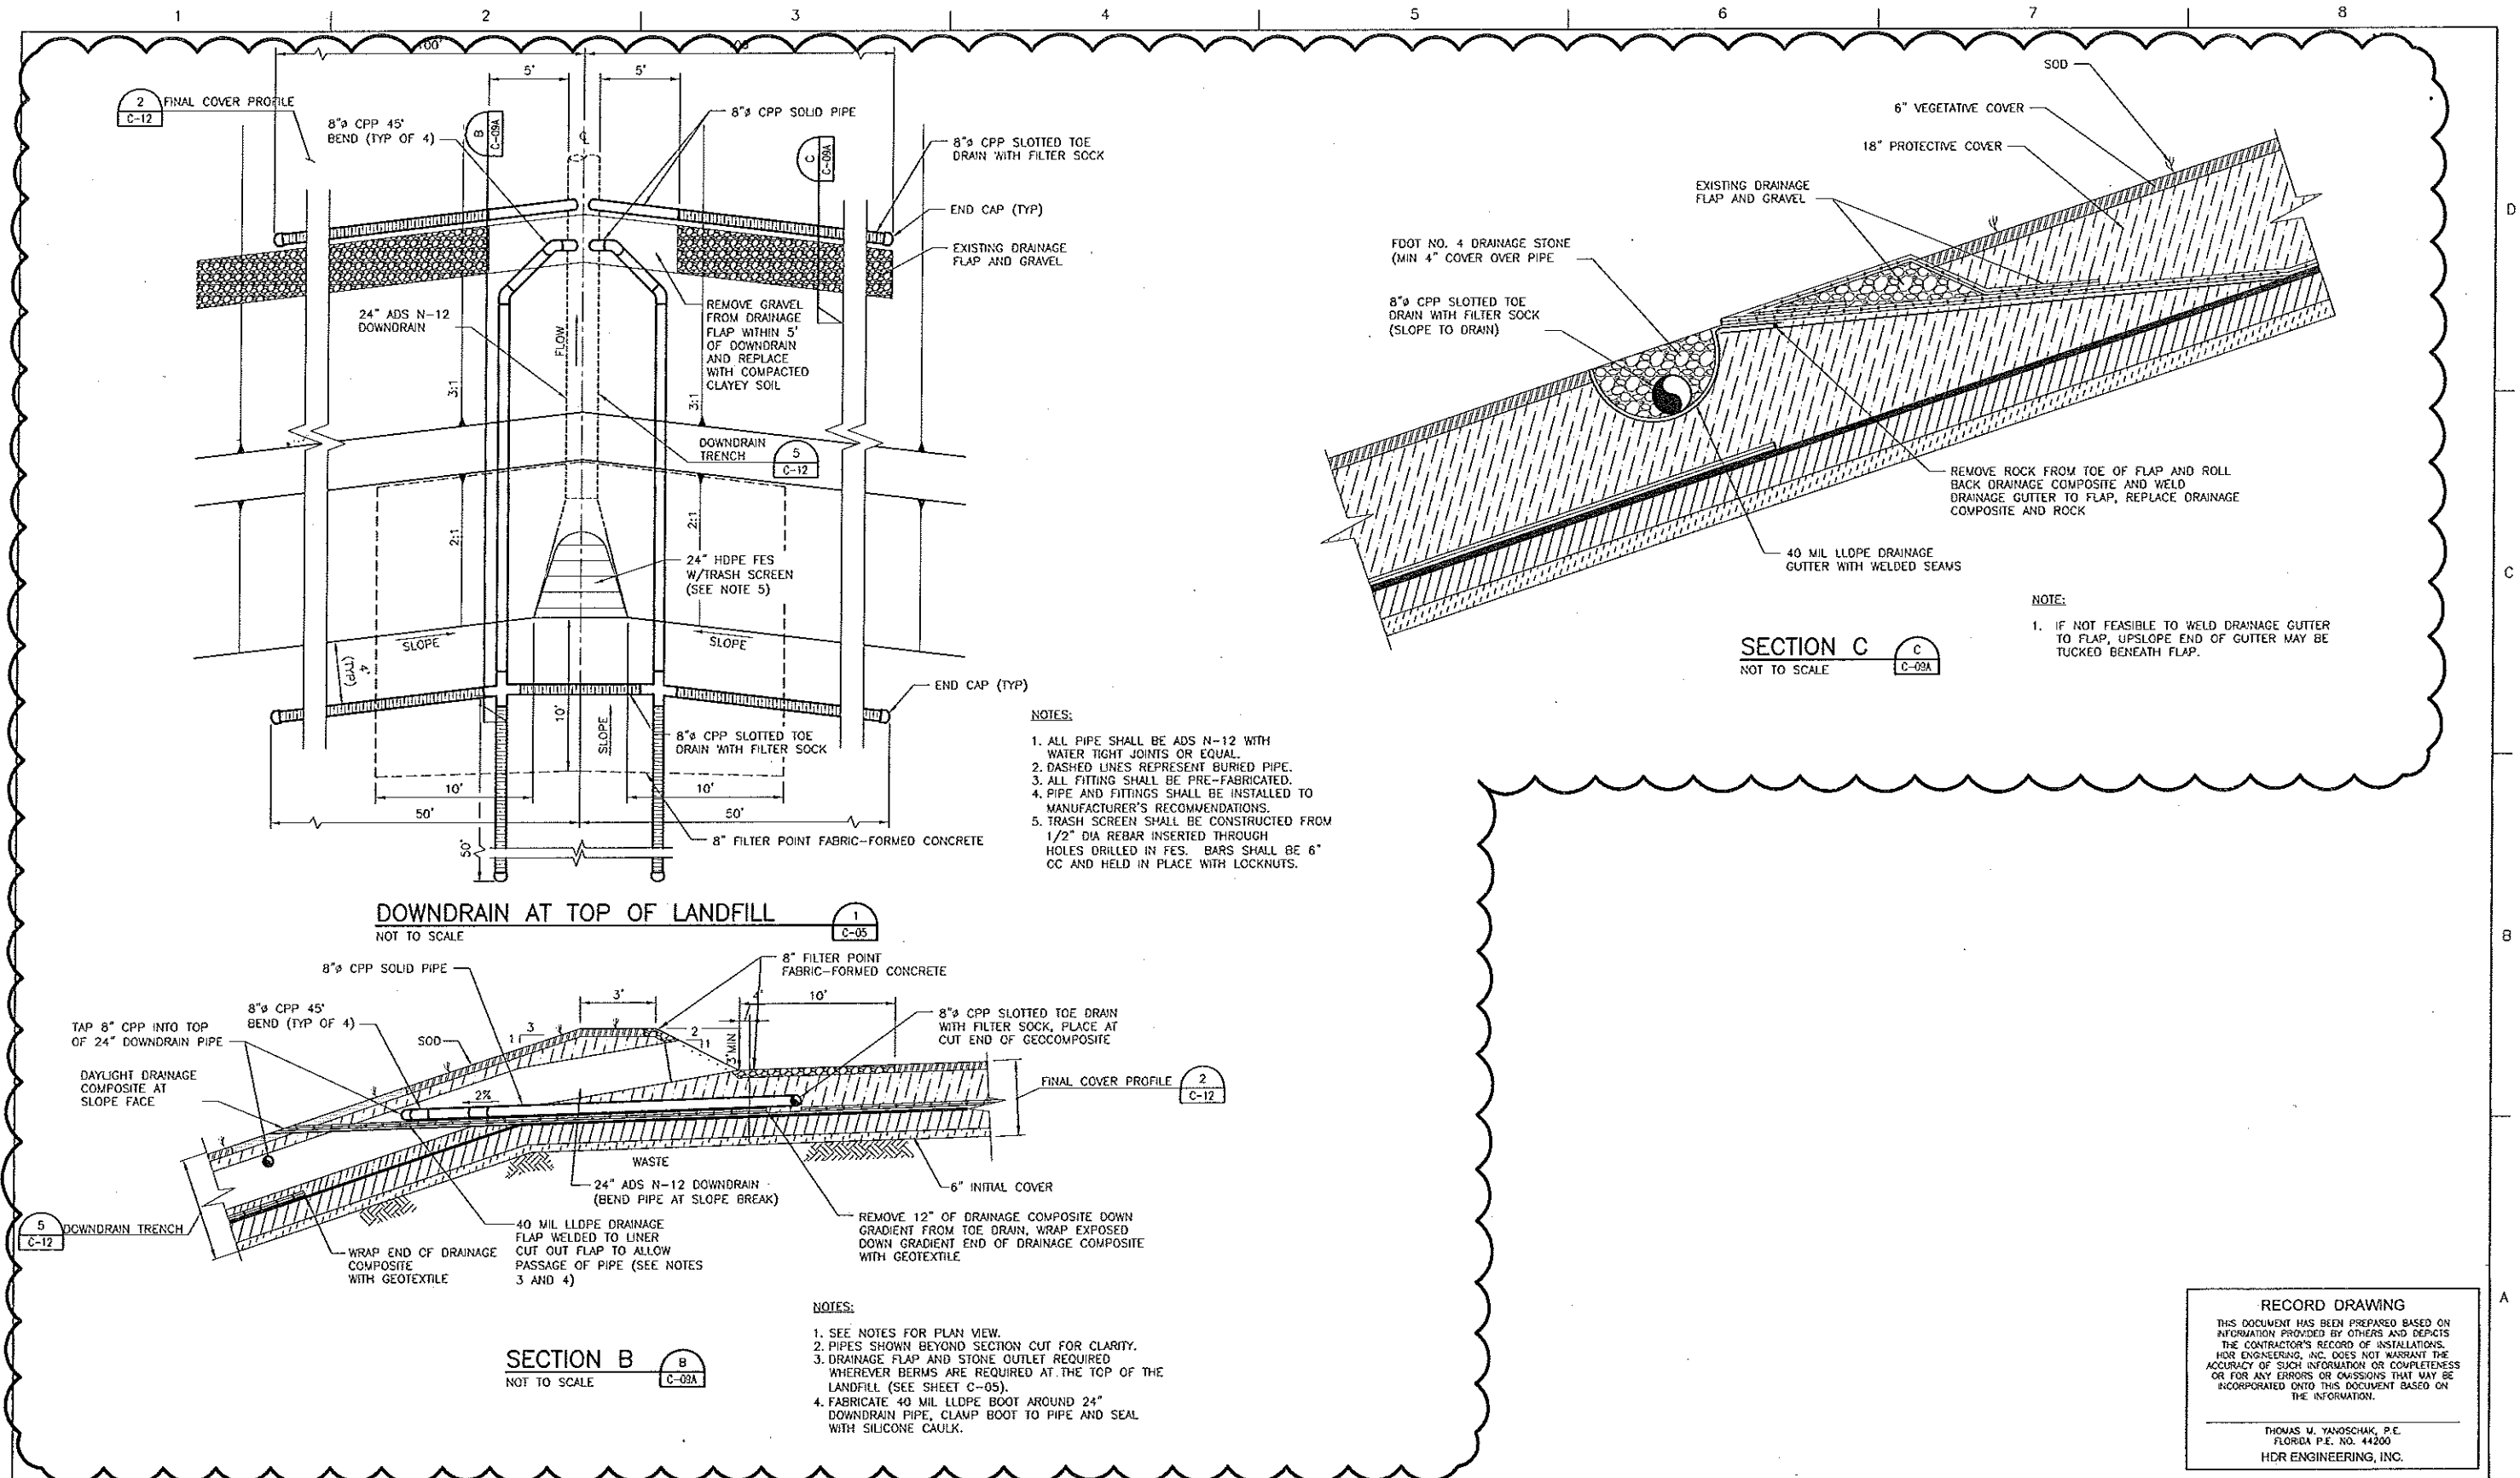 1 2 3 4 5 6 7 8
D
C
B
A
100'
5' 5'
2
C-12
FINAL COVER PROFILE
8"ø CPP 45°
BEND (TYP OF 4)
B
C-09A
8"ø CPP SOLID PIPE
C
C-09A
8"ø CPP SLOTTED TOE
DRAIN WITH FILTER SOCK
END CAP (TYP)
EXISTING DRAINAGE
FLAP AND GRAVEL
24" ADS N-12
DOWNDRAIN
FLOW
REMOVE GRAVEL
FROM DRAINAGE
FLAP WITHIN 5'
OF DOWNDRAIN
AND REPLACE
WITH COMPACTED
CLAYEY SOIL
3:1
3:1
DOWNDRAIN
TRENCH
5
C-12
2:1
2:1
24" HDPE FES
W/TRASH SCREEN
(SEE NOTE 5)
SLOPE
SLOPE
4'
(TYP)
END CAP (TYP)
10'
SLOPE
8"ø CPP SLOTTED TOE
DRAIN WITH FILTER SOCK
10' 10'
50' 50'
50'
8" FILTER POINT FABRIC-FORMED CONCRETE
DOWNDRAIN AT TOP OF LANDFILL
NOT TO SCALE
1
C-05
NOTES:
1. ALL PIPE SHALL BE ADS N-12 WITH
WATER TIGHT JOINTS OR EQUAL.
2. DASHED LINES REPRESENT BURIED PIPE.
3. ALL FITTING SHALL BE PRE-FABRICATED.
4. PIPE AND FITTINGS SHALL BE INSTALLED TO
MANUFACTURER'S RECOMMENDATIONS.
5. TRASH SCREEN SHALL BE CONSTRUCTED FROM
1/2" DIA REBAR INSERTED THROUGH
HOLES DRILLED IN FES. BARS SHALL BE 6"
OC AND HELD IN PLACE WITH LOCKNUTS.
SOD
6" VEGETATIVE COVER
18" PROTECTIVE COVER
EXISTING DRAINAGE
FLAP AND GRAVEL
FDOT NO. 4 DRAINAGE STONE
(MIN 4" COVER OVER PIPE
8"ø CPP SLOTTED TOE
DRAIN WITH FILTER SOCK
(SLOPE TO DRAIN)
REMOVE ROCK FROM TOE OF FLAP AND ROLL
BACK DRAINAGE COMPOSITE AND WELD
DRAINAGE GUTTER TO FLAP, REPLACE DRAINAGE
COMPOSITE AND ROCK
40 MIL LLDPE DRAINAGE
GUTTER WITH WELDED SEAMS
NOTE:
1. IF NOT FEASIBLE TO WELD DRAINAGE GUTTER
TO FLAP, UPSLOPE END OF GUTTER MAY BE
TUCKED BENEATH FLAP.
SECTION C
NOT TO SCALE
C
C-09A
8"ø CPP SOLID PIPE
8" FILTER POINT
FABRIC-FORMED CONCRETE
8"ø CPP 45°
BEND (TYP OF 4)
3'
4'
10'
TAP 8" CPP INTO TOP
OF 24" DOWNDRAIN PIPE
SOD
3
1
2
1
3' MIN
8"ø CPP SLOTTED TOE DRAIN
WITH FILTER SOCK, PLACE AT
CUT END OF GEOCOMPOSITE
DAYLIGHT DRAINAGE
COMPOSITE AT
SLOPE FACE
2%
FINAL COVER PROFILE
2
C-12
WASTE
24" ADS N-12 DOWNDRAIN
(BEND PIPE AT SLOPE BREAK)
6" INITIAL COVER
5
C-12
DOWNDRAIN TRENCH
WRAP END OF DRAINAGE
COMPOSITE
WITH GEOTEXTILE
40 MIL LLDPE DRAINAGE
FLAP WELDED TO LINER
CUT OUT FLAP TO ALLOW
PASSAGE OF PIPE (SEE NOTES
3 AND 4)
REMOVE 12" OF DRAINAGE COMPOSITE DOWN
GRADIENT FROM TOE DRAIN, WRAP EXPOSED
DOWN GRADIENT END OF DRAINAGE COMPOSITE
WITH GEOTEXTILE
SECTION B
NOT TO SCALE
B
C-09A
NOTES:
1. SEE NOTES FOR PLAN VIEW.
2. PIPES SHOWN BEYOND SECTION CUT FOR CLARITY.
3. DRAINAGE FLAP AND STONE OUTLET REQUIRED
WHEREVER BERMS ARE REQUIRED AT THE TOP OF THE
LANDFILL (SEE SHEET C-05).
4. FABRICATE 40 MIL LLDPE BOOT AROUND 24"
DOWNDRAIN PIPE, CLAMP BOOT TO PIPE AND SEAL
WITH SILICONE CAULK.
RECORD DRAWING
THIS DOCUMENT HAS BEEN PREPARED BASED ON
INFORMATION PROVIDED BY OTHERS AND DEPICTS
THE CONTRACTOR'S RECORD OF INSTALLATIONS.
HDR ENGINEERING, INC. DOES NOT WARRANT THE
ACCURACY OF SUCH INFORMATION OR COMPLETENESS
OR FOR ANY ERRORS OR OMISSIONS THAT MAY BE
INCORPORATED ONTO THIS DOCUMENT BASED ON
THE INFORMATION.
THOMAS M. YANOSCHAK, P.E.
FLORIDA P.E. NO. 44200
HDR ENGINEERING, INC.